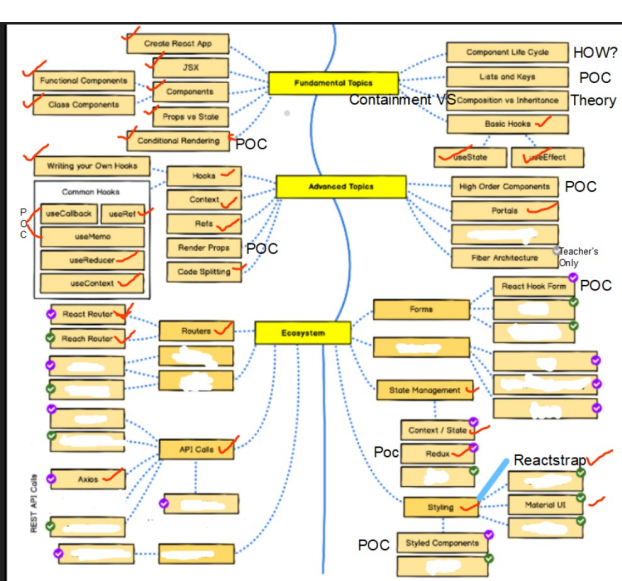 Create React App
JSX
Functional Components
Components
Class Components
Props vs State
Conditional Rendering
POC
Fundamental Topics
Component Life Cycle
HOW?
Lists and Keys
POC
Containment VS
Composition vs Inheritance
Theory
Basic Hooks
useState
useEffect
Writing your Own Hooks
Hooks
Common Hooks
Context
useCallback
useRef
POC
useMemo
Refs
Render Props
POC
useReducer
Code Splitting
useContext
Advanced Topics
High Order Components
POC
Portals
Fiber Architecture
Teacher's
Only
React Router
Routers
Reach Router
Ecosystem
Forms
React Hook Form
POC
State Management
Context / State
Poc
Redux
Reactstrap
Styling
Material UI
POC
Styled Components
API Calls
Axios
REST API Calls